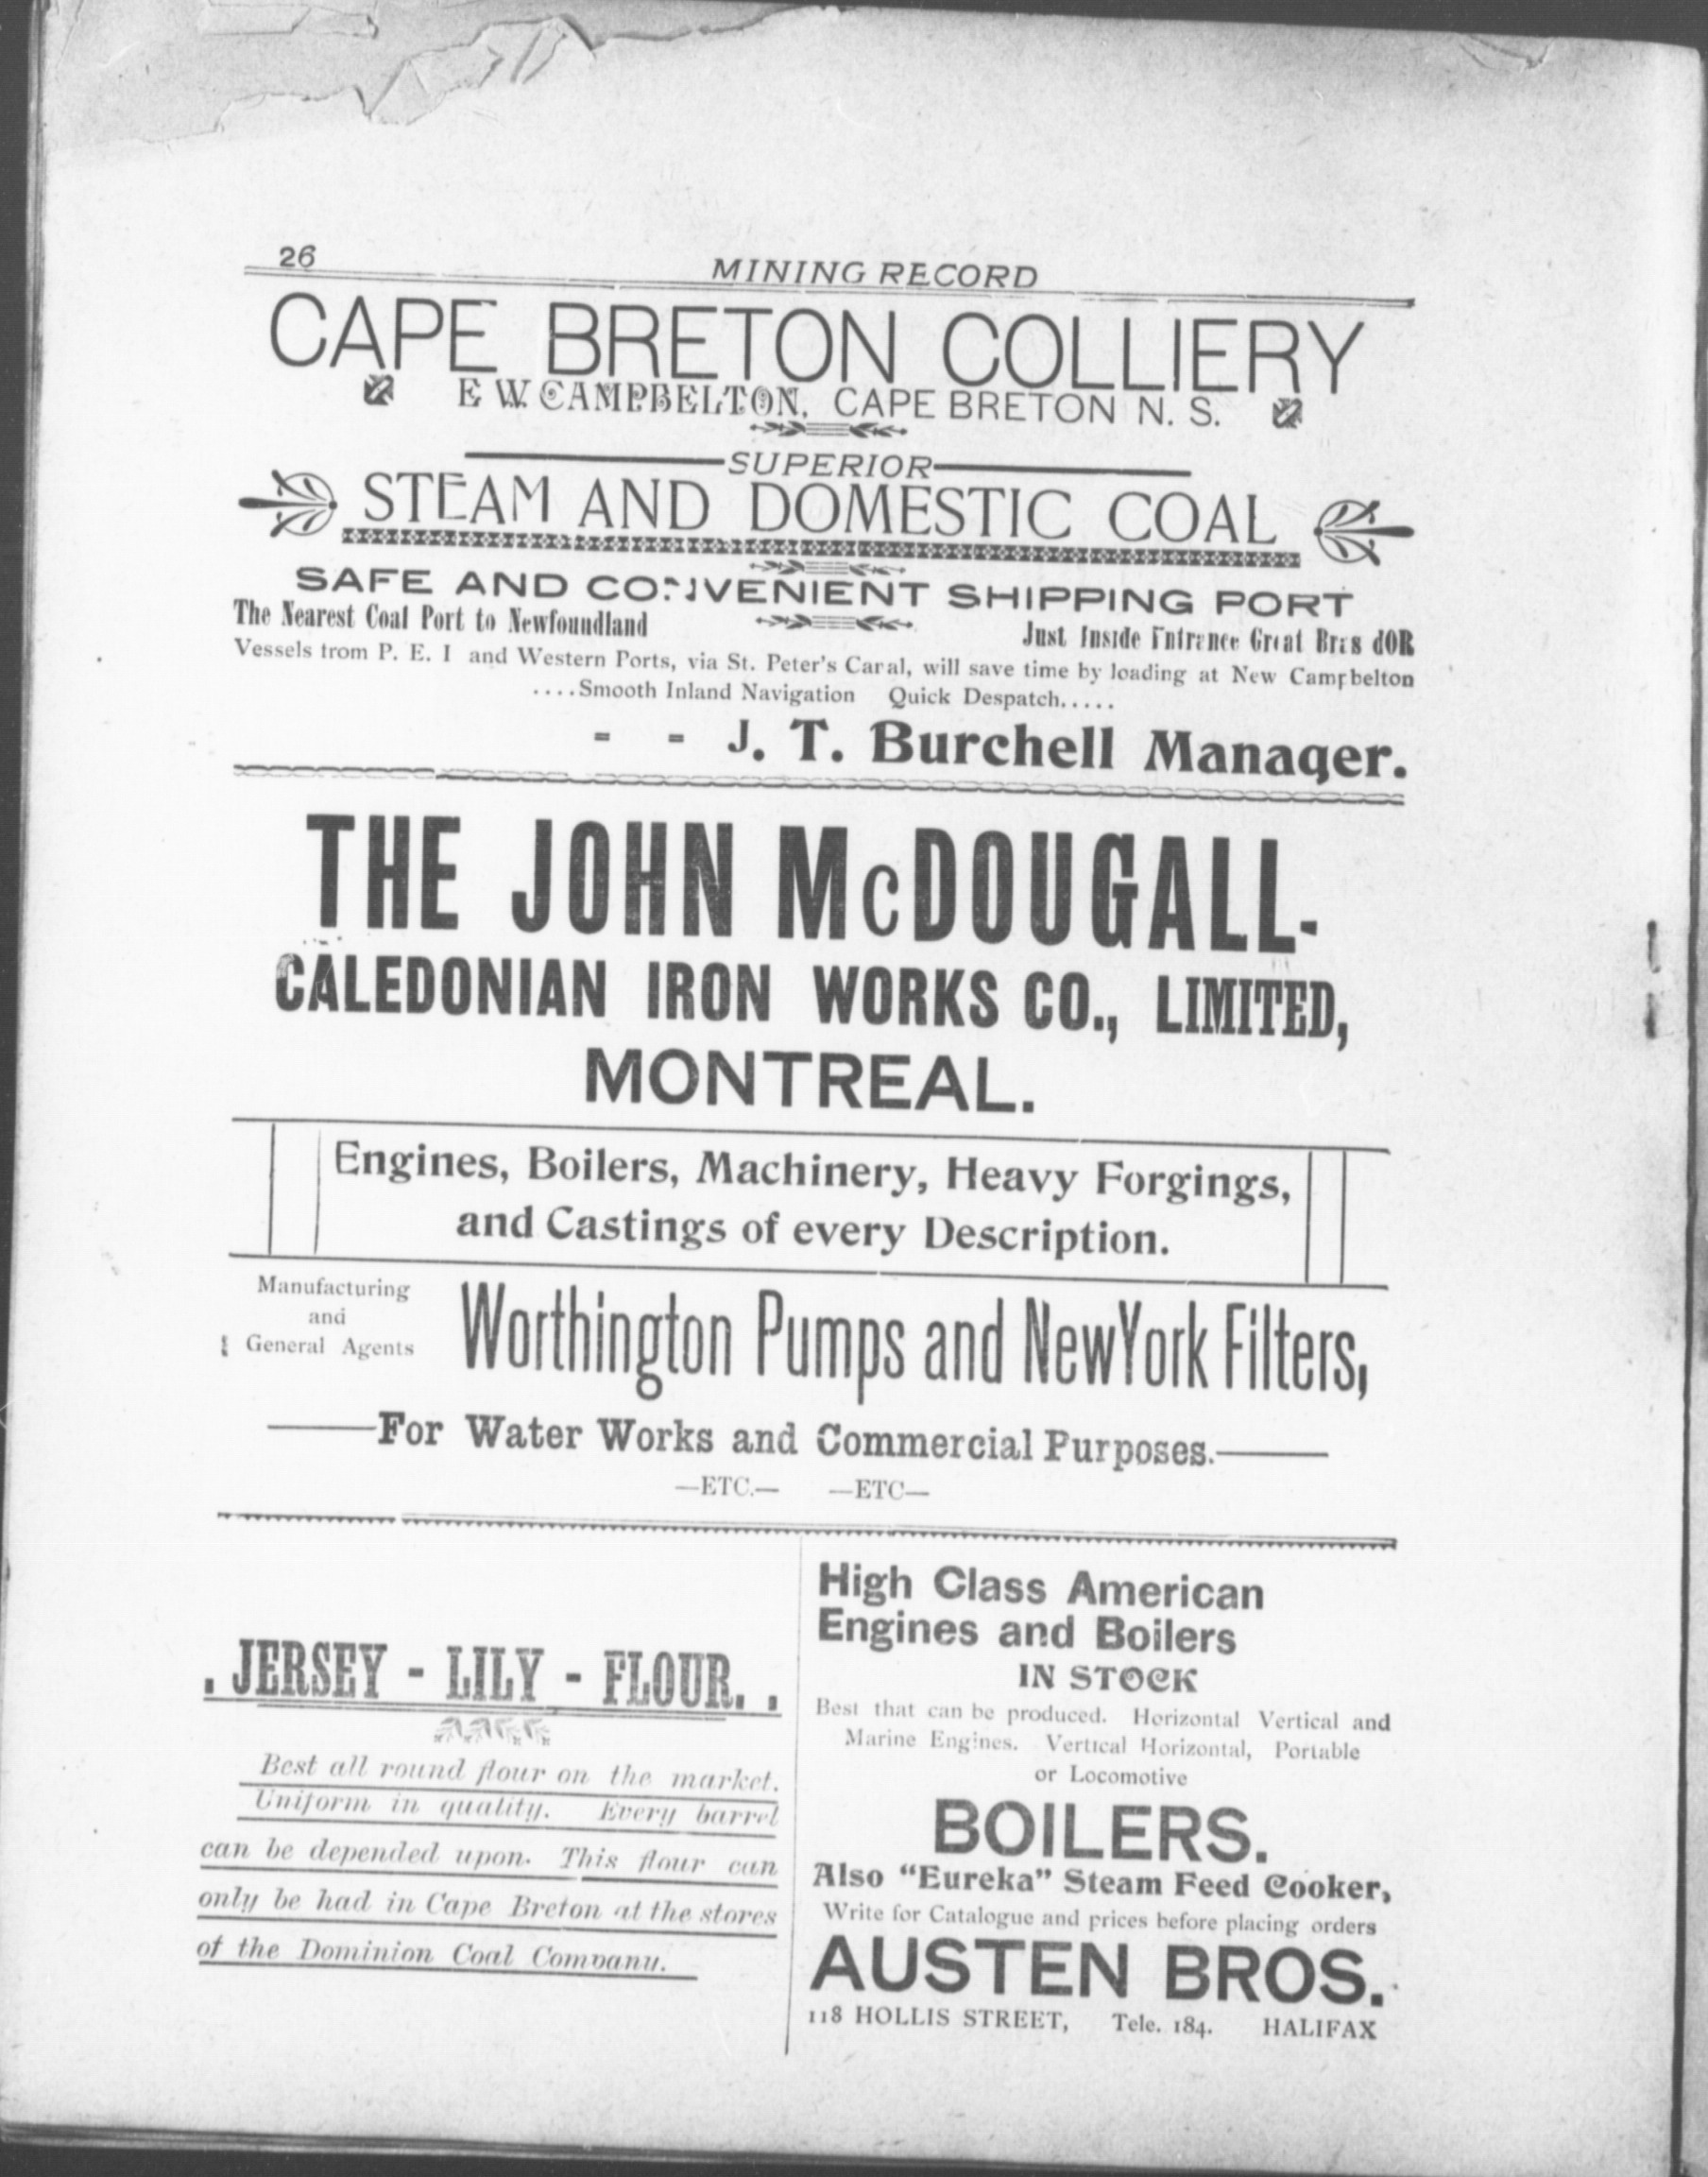 26
MINING RECORD
CAPE BRETON COLLIERY
E W. CAMPBELTON, CAPE BRETON N. S.
SUPERIOR
STEAM AND DOMESTIC COAL
SAFE AND CONVENIENT SHIPPING PORT
The Nearest Coal Port to Newfoundland
Just Inside Entrance Great Bras dOR
Vessels from P. E. I and Western Ports, via St. Peter's Canal, will save time by loading at New Campbelton
....Smooth Inland Navigation Quick Despatch.....
- - J. T. Burchell Manager.
THE JOHN McDOUGALL-
CALEDONIAN IRON WORKS CO., LIMITED,
MONTREAL.
Engines, Boilers, Machinery, Heavy Forgings,
and Castings of every Description.
Manufacturing
and
General Agents
Worthington Pumps and NewYork Filters,
For Water Works and Commercial Purposes.
—ETC.— —ETC—
. JERSEY - LILY - FLOUR. .
Best all round flour on the market.
Uniform in quality. Every barrel
can be depended upon. This flour can
only be had in Cape Breton at the stores
of the Dominion Coal Company.
High Class American
Engines and Boilers
IN STOCK
Best that can be produced. Horizontal Vertical and
Marine Engines. Vertical Horizontal, Portable
or Locomotive
BOILERS.
Also "Eureka" Steam Feed Cooker,
Write for Catalogue and prices before placing orders
AUSTEN BROS.
118 HOLLIS STREET, Tele. 184. HALIFAX